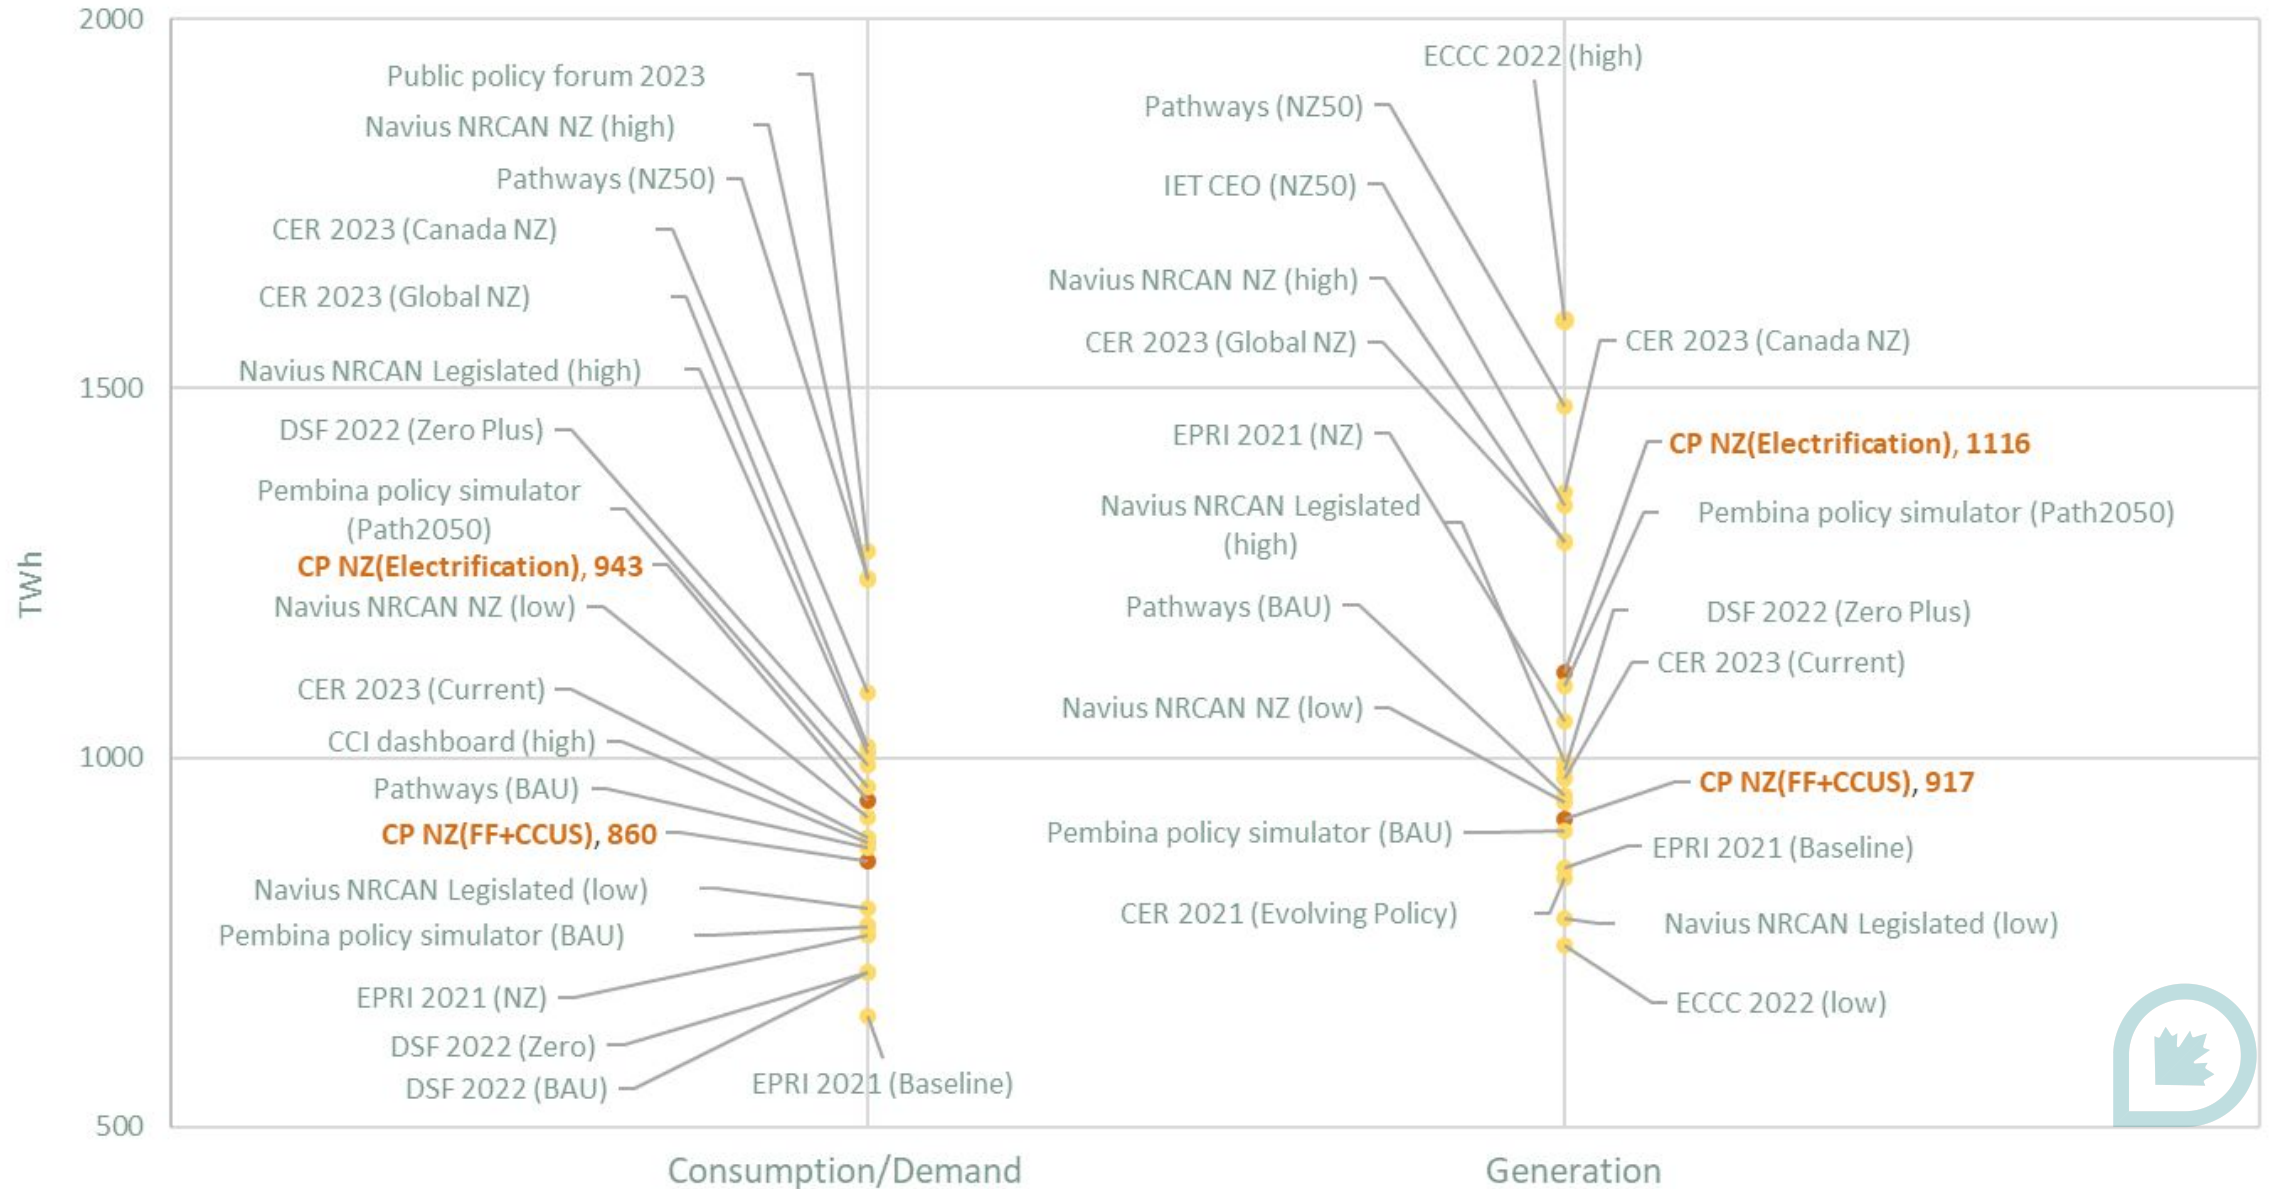 2000
1500
1000
500
TWh
Public policy forum 2023
Navius NRCAN NZ (high)
Pathways (NZ50)
CER 2023 (Canada NZ)
CER 2023 (Global NZ)
Navius NRCAN Legislated (high)
DSF 2022 (Zero Plus)
Pembina policy simulator
(Path2050)
CP NZ(Electrification), 943
Navius NRCAN NZ (low)
CER 2023 (Current)
CCI dashboard (high)
Pathways (BAU)
CP NZ(FF+CCUS), 860
Navius NRCAN Legislated (low)
Pembina policy simulator (BAU)
EPRI 2021 (NZ)
DSF 2022 (Zero)
DSF 2022 (BAU)
EPRI 2021 (Baseline)
ECCC 2022 (high)
Pathways (NZ50)
IET CEO (NZ50)
Navius NRCAN NZ (high)
CER 2023 (Global NZ)
CER 2023 (Canada NZ)
EPRI 2021 (NZ)
CP NZ(Electrification), 1116
Navius NRCAN Legislated
(high)
Pembina policy simulator (Path2050)
Pathways (BAU)
DSF 2022 (Zero Plus)
CER 2023 (Current)
Navius NRCAN NZ (low)
CP NZ(FF+CCUS), 917
Pembina policy simulator (BAU)
EPRI 2021 (Baseline)
CER 2021 (Evolving Policy)
Navius NRCAN Legislated (low)
ECCC 2022 (low)
Consumption/Demand
Generation